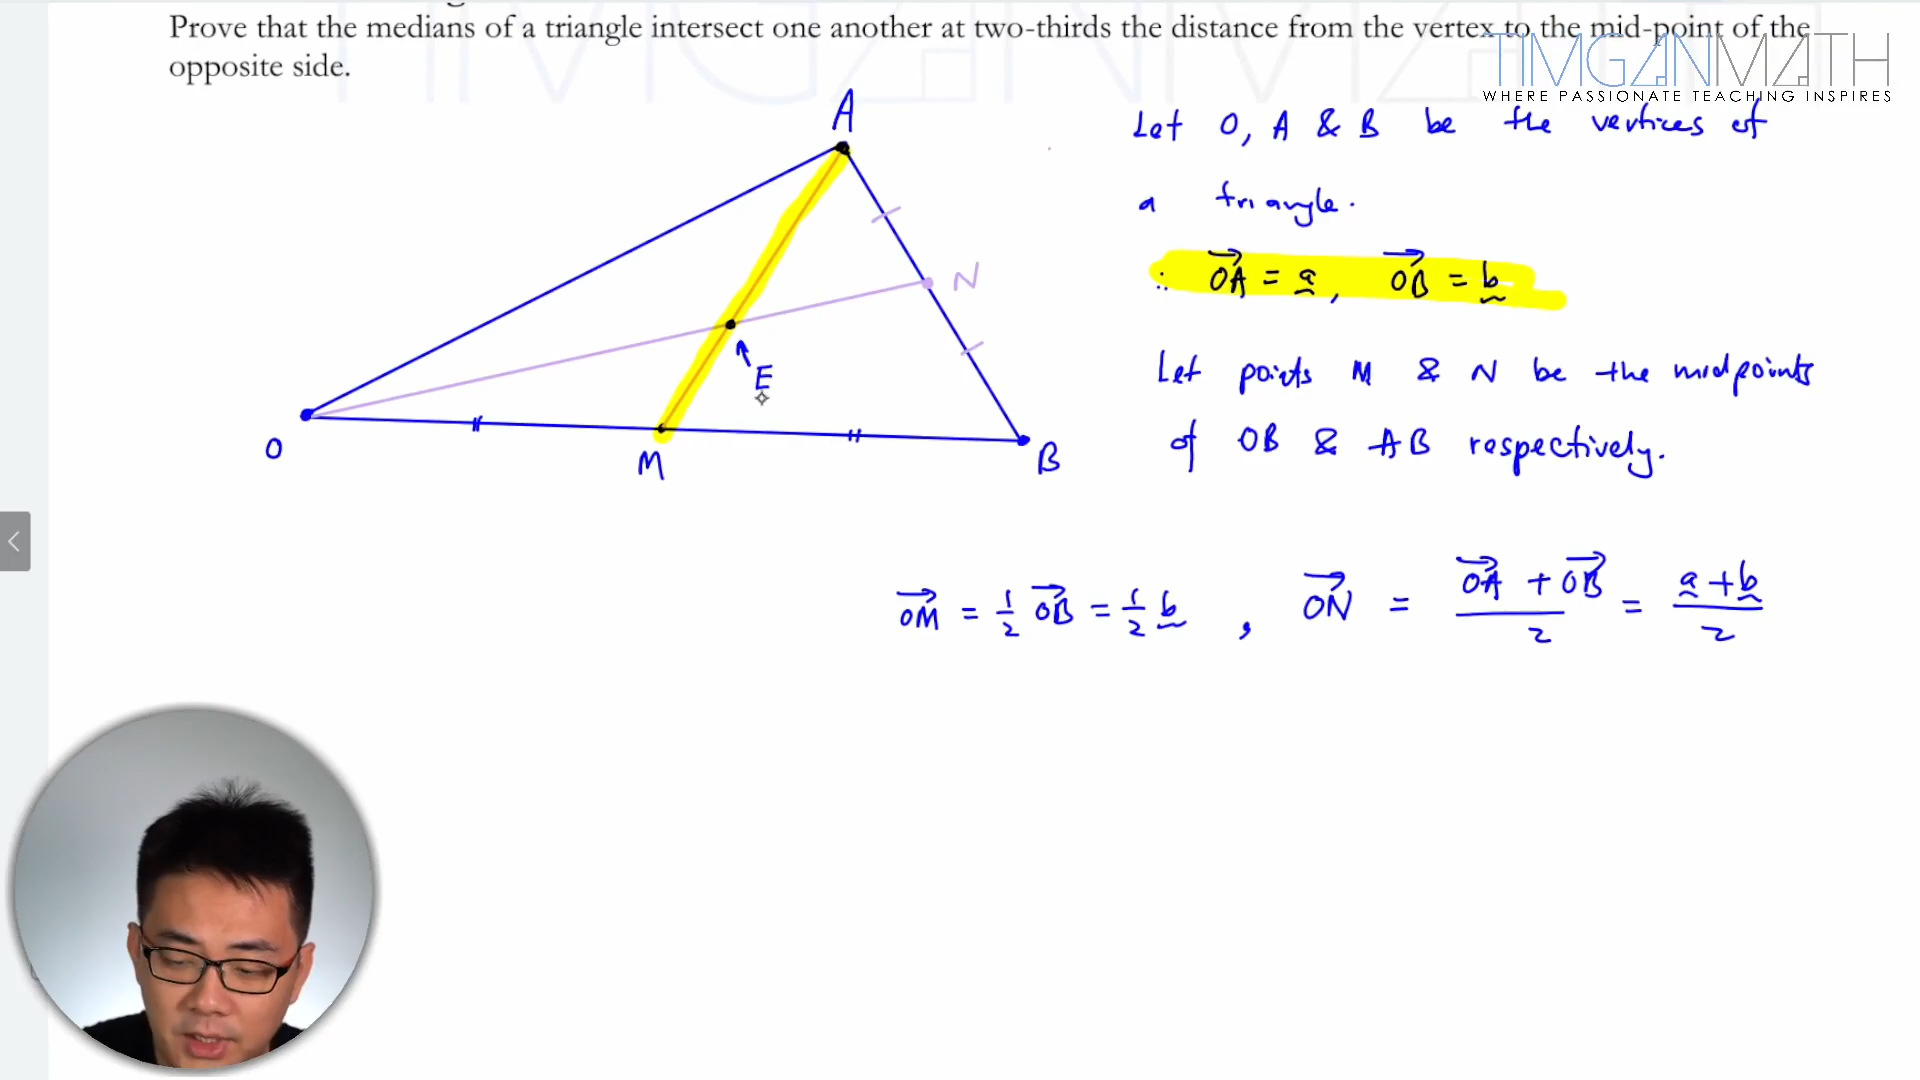 Prove that the medians of a triangle intersect one another at two-thirds the distance from the vertex to the mid-point of the
opposite side.
TIMGANMATH
WHERE PASSIONATE TEACHING INSPIRES
A
Let O, A & B be the vertices of
a triangle.
∴ OA⃗ = a, OB⃗ = b
N
E
Let points M & N be the midpoints
of OB & AB respectively.
O
M
B
OM⃗ = 1/2 OB⃗ = 1/2 b , ON⃗ = (OA⃗ + OB⃗)/2 = (a + b)/2